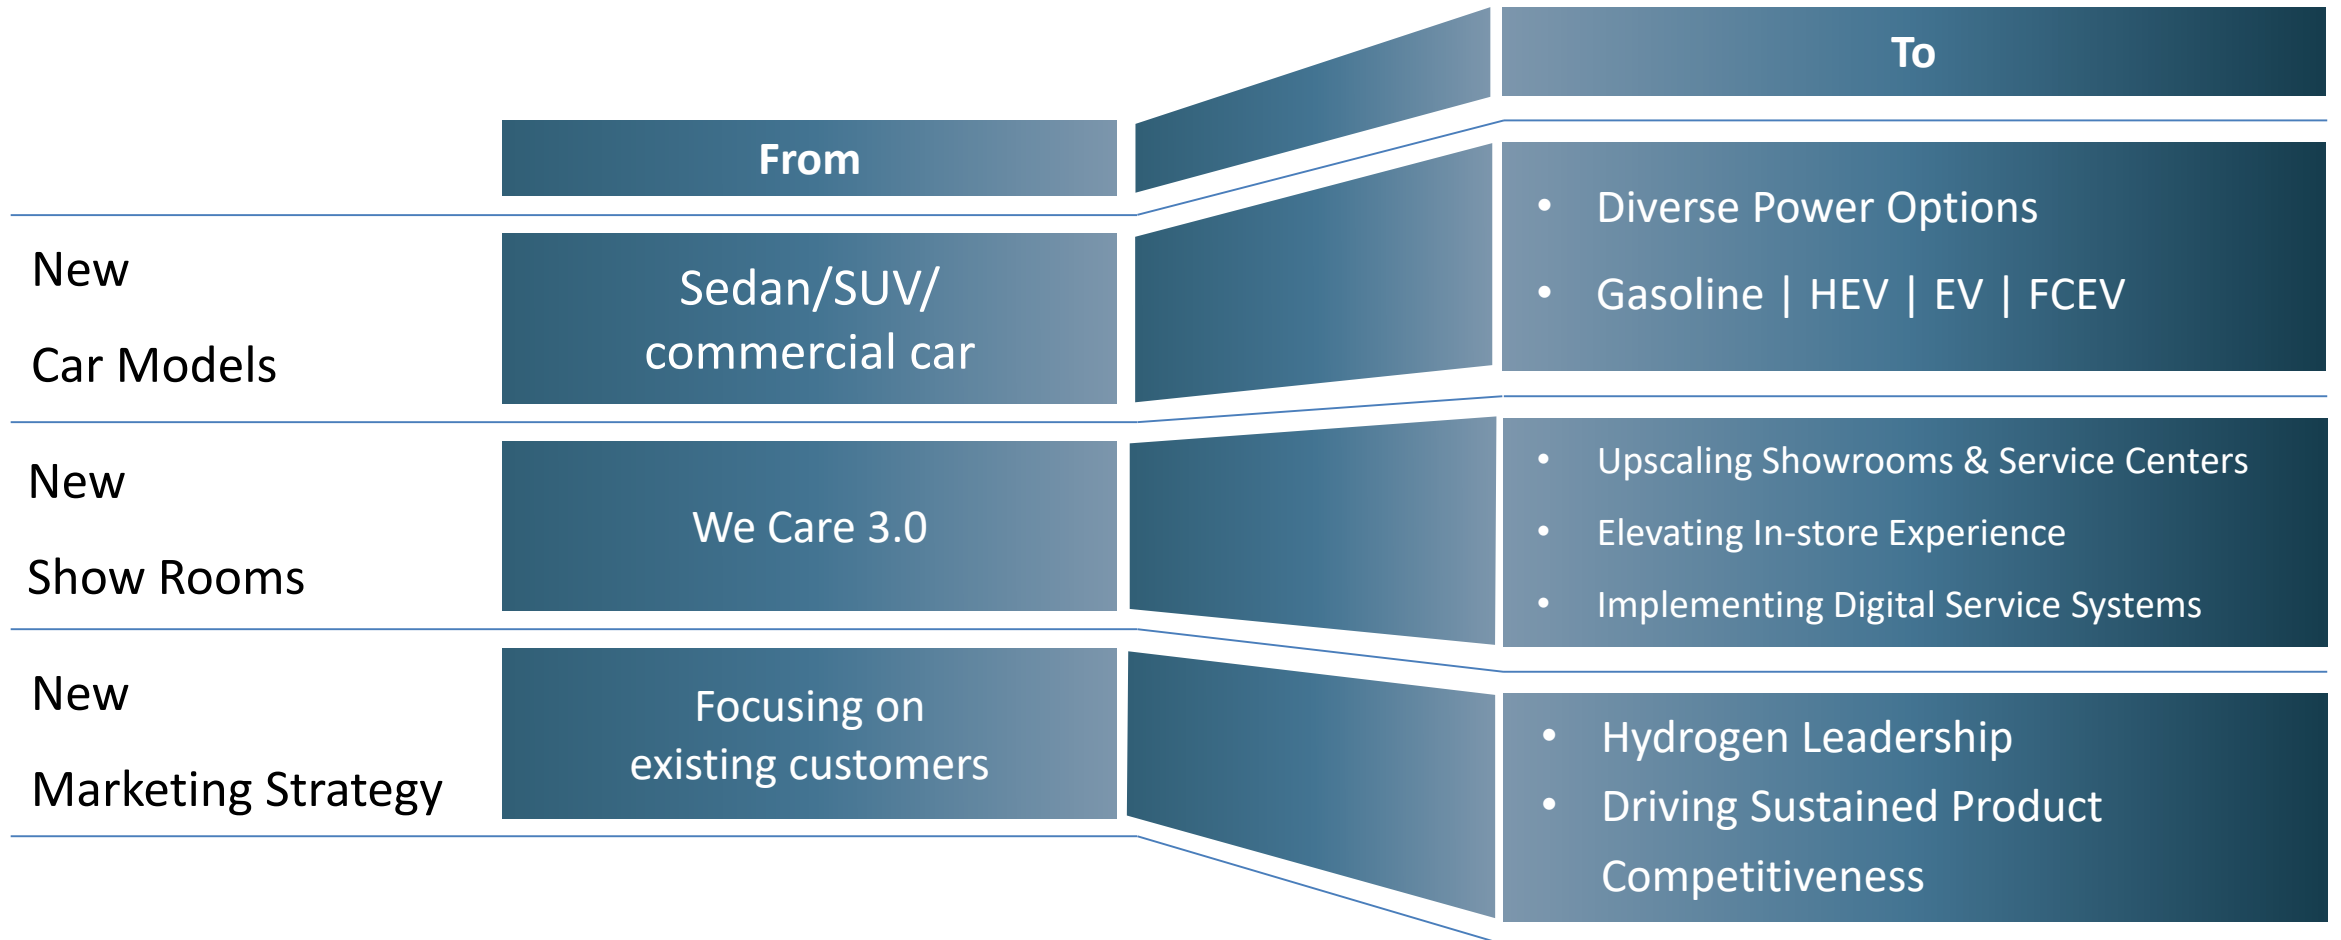 To
From
New
Car Models
Sedan/SUV/
commercial car
• Diverse Power Options
• Gasoline | HEV | EV | FCEV
New
Show Rooms
We Care 3.0
• Upscaling Showrooms & Service Centers
• Elevating In-store Experience
• Implementing Digital Service Systems
New
Marketing Strategy
Focusing on
existing customers
• Hydrogen Leadership
• Driving Sustained Product
Competitiveness